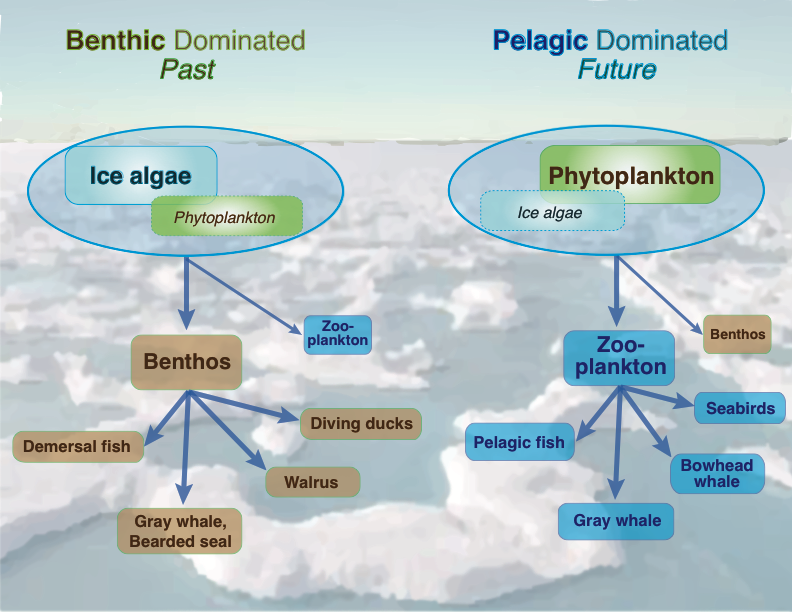 Benthic Dominated
Past
Pelagic Dominated
Future
Ice algae
Phytoplankton
Phytoplankton
Ice algae
Zoo-
plankton
Benthos
Zoo-
plankton
Benthos
Demersal fish
Diving ducks
Walrus
Gray whale,
Bearded seal
Pelagic fish
Seabirds
Bowhead
whale
Gray whale